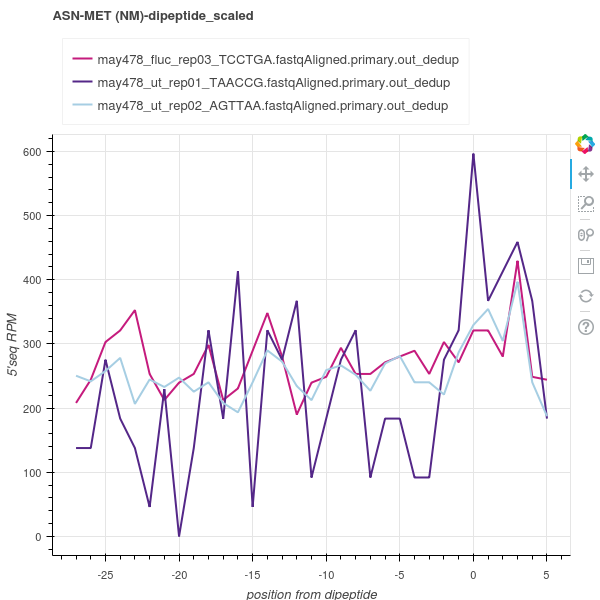 ASN-MET (NM)-dipeptide_scaled
may478_fluc_rep03_TCCTGA.fastqAligned.primary.out_dedup
may478_ut_rep01_TAACCG.fastqAligned.primary.out_dedup
may478_ut_rep02_AGTTAA.fastqAligned.primary.out_dedup
600
500
400
300
200
100
0
5'seq RPM
-25
-20
-15
-10
-5
0
5
position from dipeptide